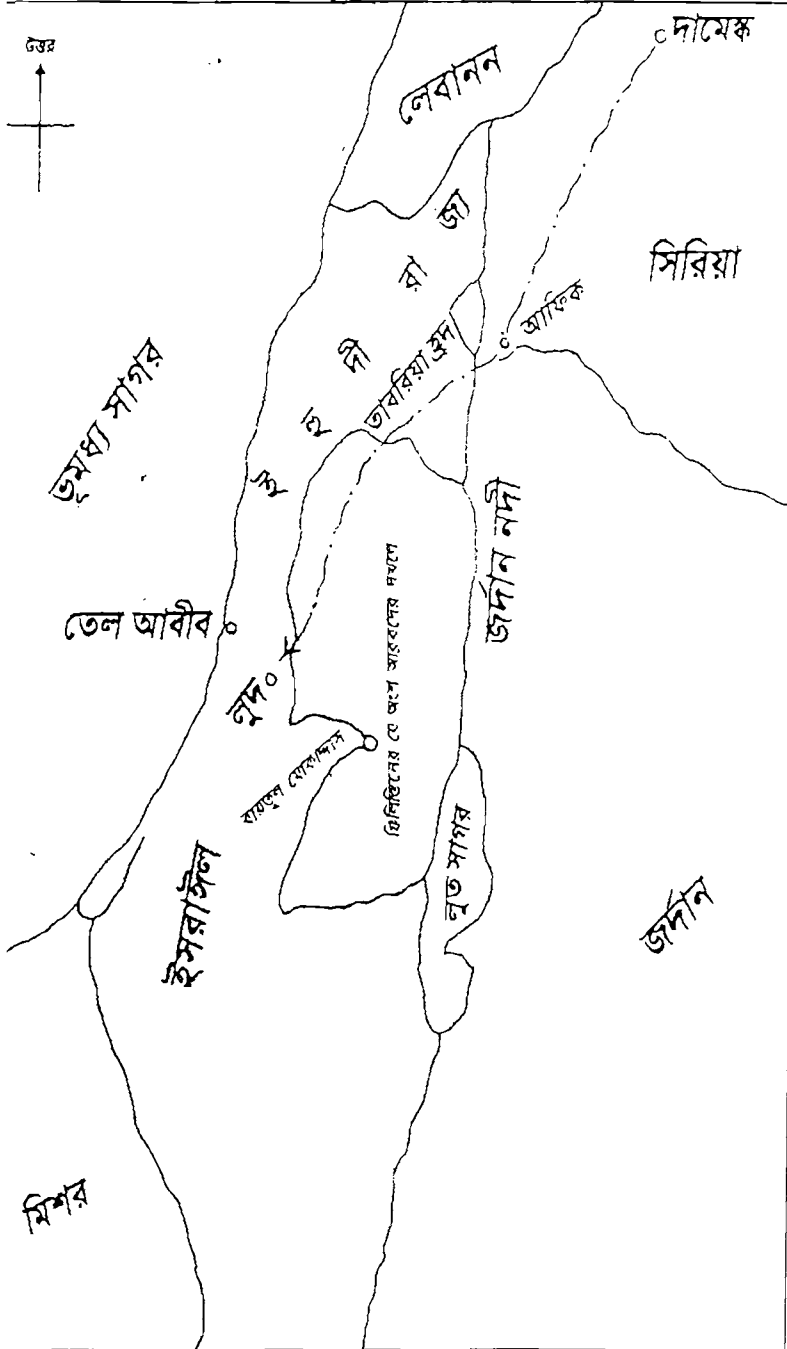 উত্তর
দামেস্ক
লেবানন
সিরিয়া
আফিক
তাবরিয়া হ্রদ
ভূমধ্য সাগর
ইহুদী রাজ্য
জর্দান নদী
তেল আবীব
লুদ
বায়তুল মোকাদ্দাস
ফিলিস্তিনের যে অংশ আরবদের দখলে
লুত সাগর
ইসরাঈল
জর্দান
মিশর